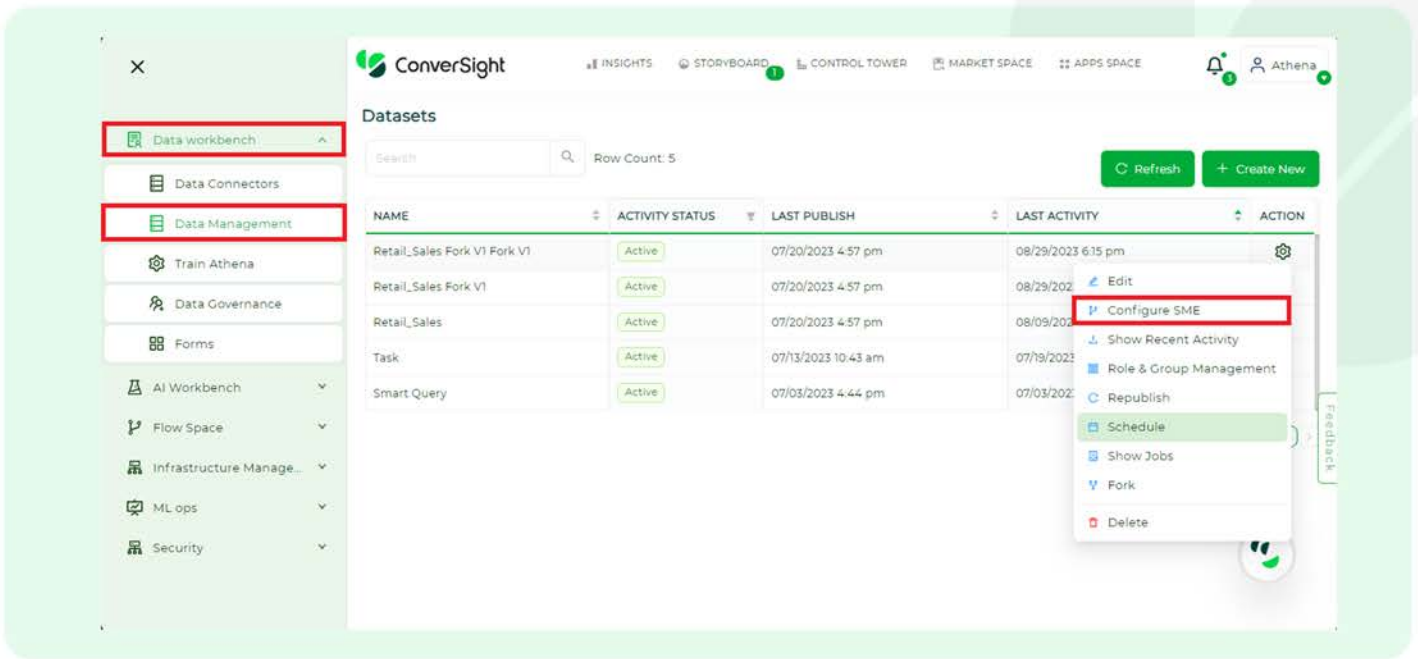 ConverSight
INSIGHTS
STORYBOARD
1
CONTROL TOWER
MARKET SPACE
APPS SPACE
3
Athena
Data workbench
Data Connectors
Data Management
Train Athena
Data Governance
Forms
AI Workbench
Flow Space
Infrastructure Manage...
ML ops
Security
Datasets
Search
Row Count: 5
Refresh
+ Create New
NAME ACTIVITY STATUS LAST PUBLISH LAST ACTIVITY ACTION
Retail_Sales Fork V1 Fork V1 Active 07/20/2023 4:57 pm 08/29/2023 6:15 pm
Retail_Sales Fork V1 Active 07/20/2023 4:57 pm 08/29/202
Retail_Sales Active 07/20/2023 4:57 pm 08/09/202
Task Active 07/13/2023 10:43 am 07/19/2023
Smart Query Active 07/03/2023 4:44 pm 07/03/202
Edit
Configure SME
Show Recent Activity
Role & Group Management
Republish
Schedule
Show Jobs
Fork
Delete
Feedback